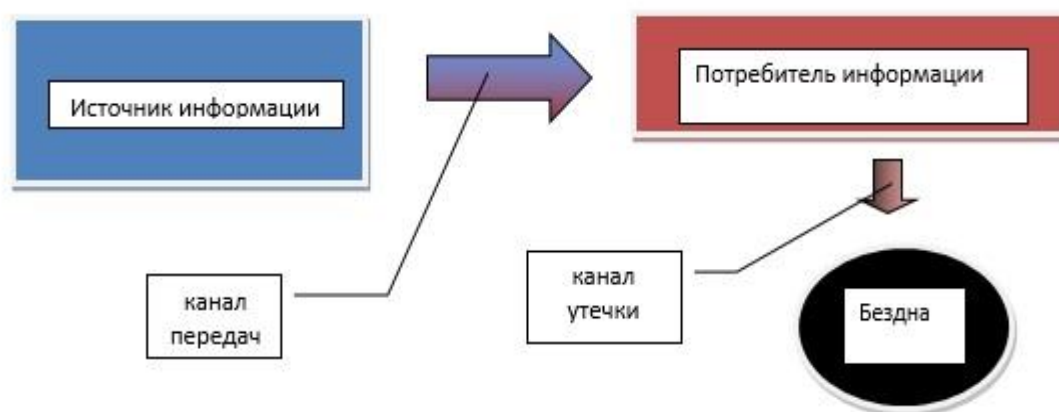 Источник информации
Потребитель информации
канал
передач
канал
утечки
Бездна